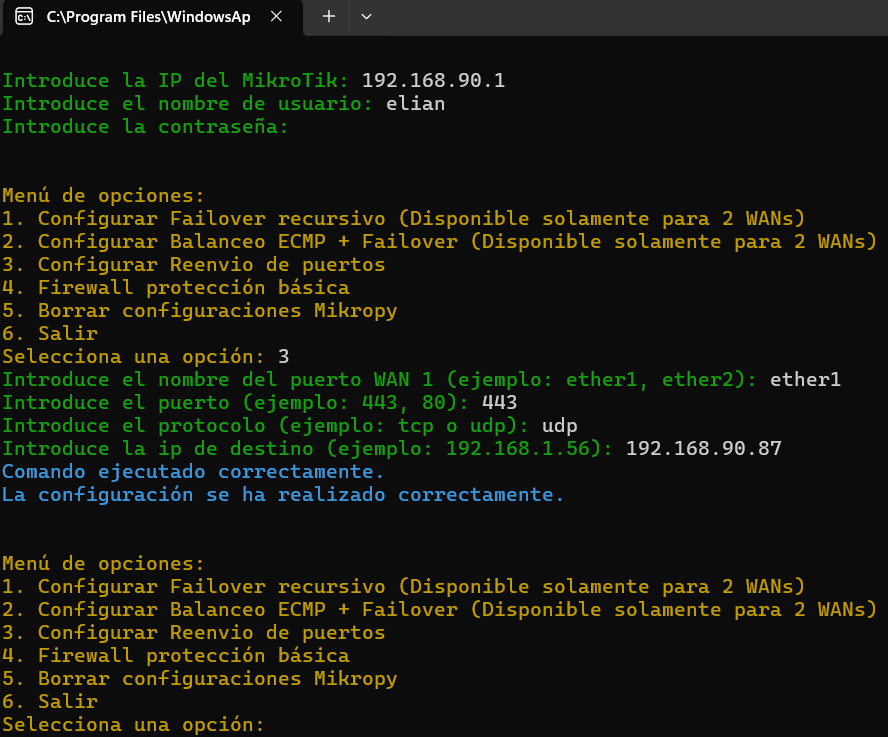 C:\Program Files\WindowsAp
Introduce la IP del MikroTik: 192.168.90.1
Introduce el nombre de usuario: elian
Introduce la contraseña:
Menú de opciones:
1. Configurar Failover recursivo (Disponible solamente para 2 WANs)
2. Configurar Balanceo ECMP + Failover (Disponible solamente para 2 WANs)
3. Configurar Reenvio de puertos
4. Firewall protección básica
5. Borrar configuraciones Mikropy
6. Salir
Selecciona una opción: 3
Introduce el nombre del puerto WAN 1 (ejemplo: ether1, ether2): ether1
Introduce el puerto (ejemplo: 443, 80): 443
Introduce el protocolo (ejemplo: tcp o udp): udp
Introduce la ip de destino (ejemplo: 192.168.1.56): 192.168.90.87
Comando ejecutado correctamente.
La configuración se ha realizado correctamente.
Menú de opciones:
1. Configurar Failover recursivo (Disponible solamente para 2 WANs)
2. Configurar Balanceo ECMP + Failover (Disponible solamente para 2 WANs)
3. Configurar Reenvio de puertos
4. Firewall protección básica
5. Borrar configuraciones Mikropy
6. Salir
Selecciona una opción: